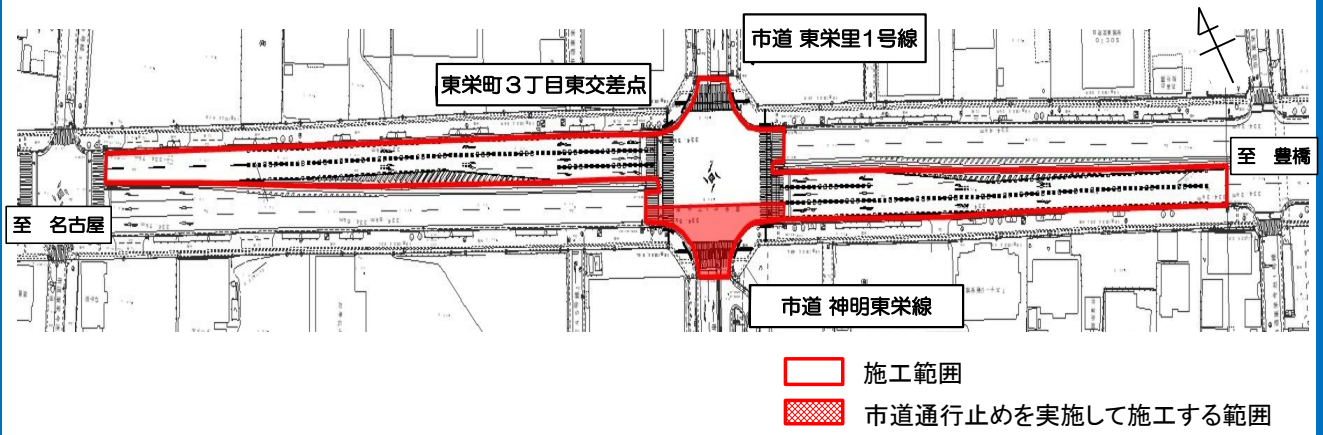 市道 東栄里1号線
東栄町3丁目東交差点
至 豊橋
至 名古屋
市道 神明東栄線
施工範囲
市道通行止めを実施して施工する範囲